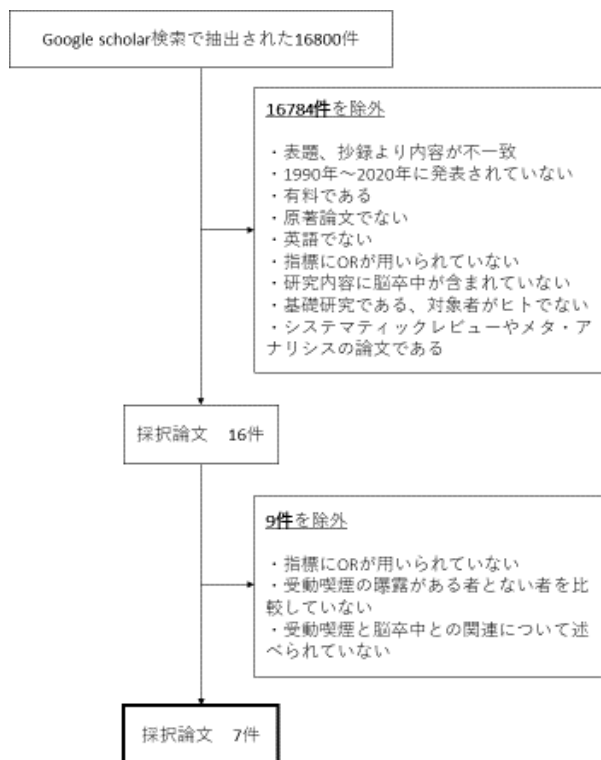 Google scholar検索で抽出された16800件
16784件を除外
・表題、抄録より内容が不一致
・1990年～2020年に発表されていない
・有料である
・原著論文でない
・英語でない
・指標にORが用いられていない
・研究内容に脳卒中が含まれていない
・基礎研究である、対象者がヒトでない
・システマティックレビューやメタ・ア
ナリシスの論文である
採択論文　16件
9件を除外
・指標にORが用いられていない
・受動喫煙の曝露がある者とない者を比
較していない
・受動喫煙と脳卒中との関連について述
べられていない
採択論文　7件